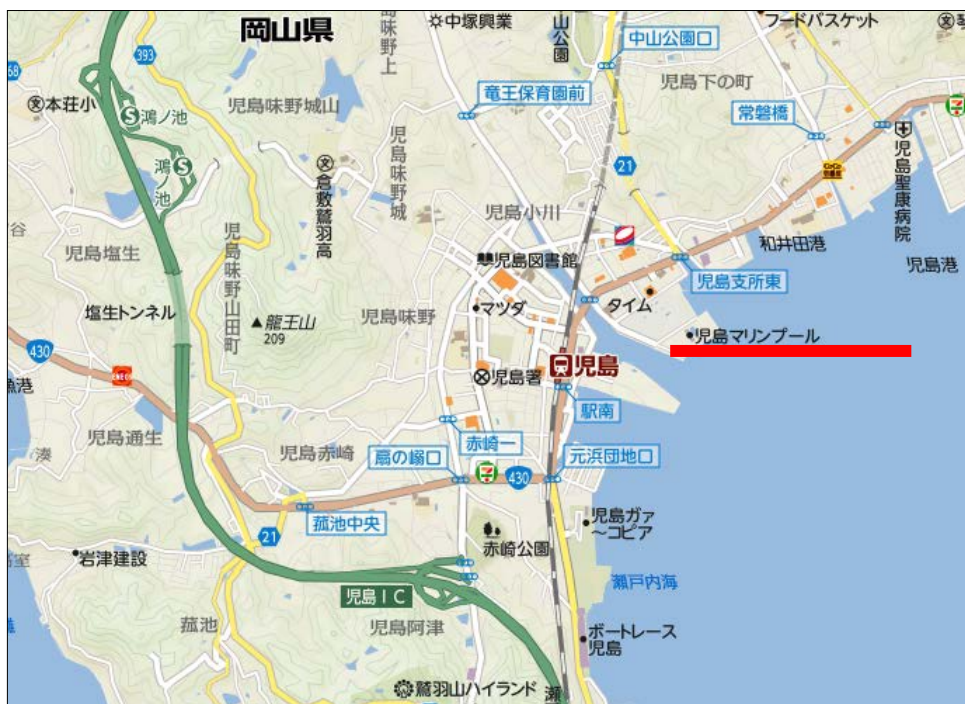 岡山県
中塚興業
児島味野上
山公園
中山公園口
フードバスケット
393
68
本荘小
鴻ノ池
鴻ノ池
児島味野城山
竜王保育園前
児島下の町
常磐橋
21
倉敷鷲羽高
児島味野城
児島聖康病院
谷
児島塩生
児島味野山田町
児島小川
児島図書館
和井田港
児島港
児島支所東
塩生トンネル
龍王山
209
児島味野
マツダ
タイム
児島マリンプール
430
ENEOS
漁港
児島署
児島
駅南
児島通生
湊
児島赤崎
赤崎一
扇の嵶口
430
元浜団地口
菰池中央
21
児島ガァ
~コピア
赤崎公園
岩津建設
室
瀬戸内海
児島IC
菰池
児島阿津
ボートレース
児島
鷲羽山ハイランド
瀬